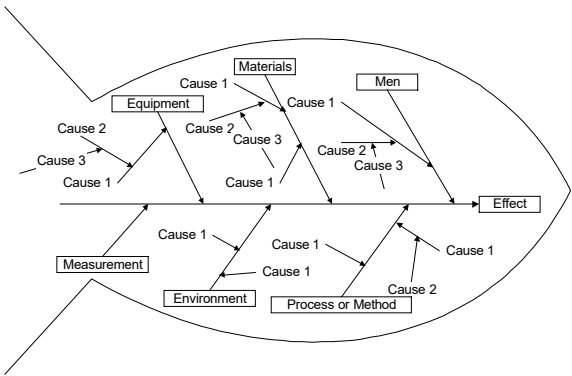 Materials
Men
Cause 1
Equipment
Cause 1
Cause 2
Cause 2
Cause 3
Cause 2
Cause 3
Cause 3
Cause 1
Cause 1
Effect
Cause 1
Cause 1
Cause 1
Measurement
Cause 1
Cause 2
Environment
Process or Method